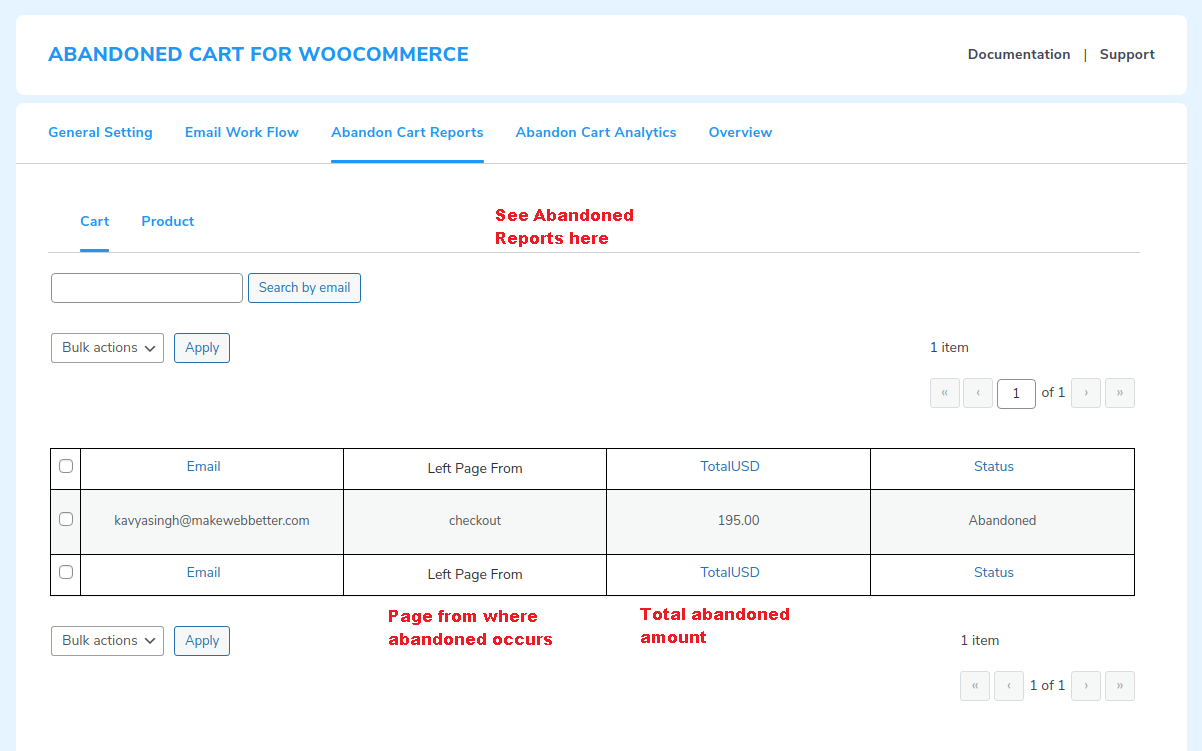 ABANDONED CART FOR WOOCOMMERCE
Documentation | Support
General Setting Email Work Flow Abandon Cart Reports Abandon Cart Analytics Overview
Cart Product
See Abandoned
Reports here
Search by email
Bulk actions Apply 1 item
« ‹ 1 of 1 › »
Email Left Page From TotalUSD Status
kavyasingh@makewebbetter.com checkout 195.00 Abandoned
Email Left Page From TotalUSD Status
Page from where
abandoned occurs
Total abandoned
amount
Bulk actions Apply 1 item
« ‹ 1 of 1 › »